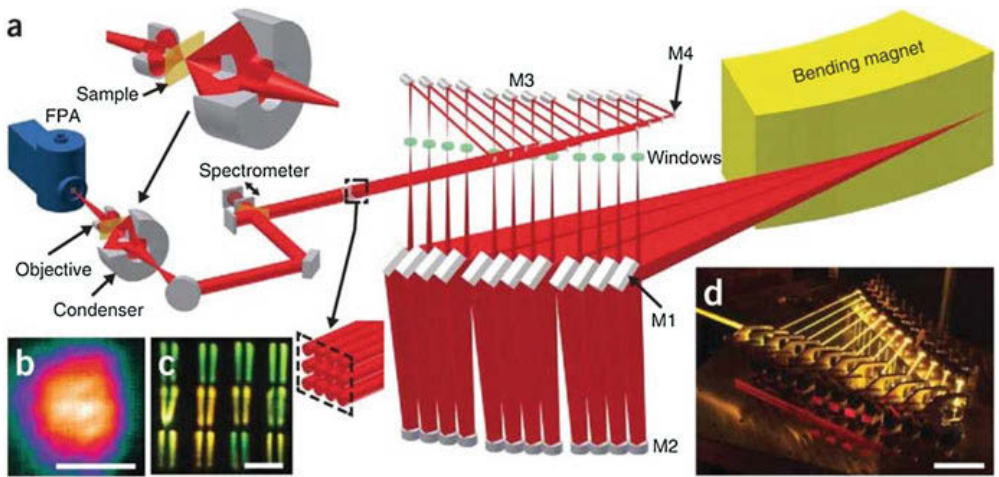 a
Sample
FPA
M3
M4
Bending magnet
Windows
Spectrometer
Objective
Condenser
M1
b
c
d
M2